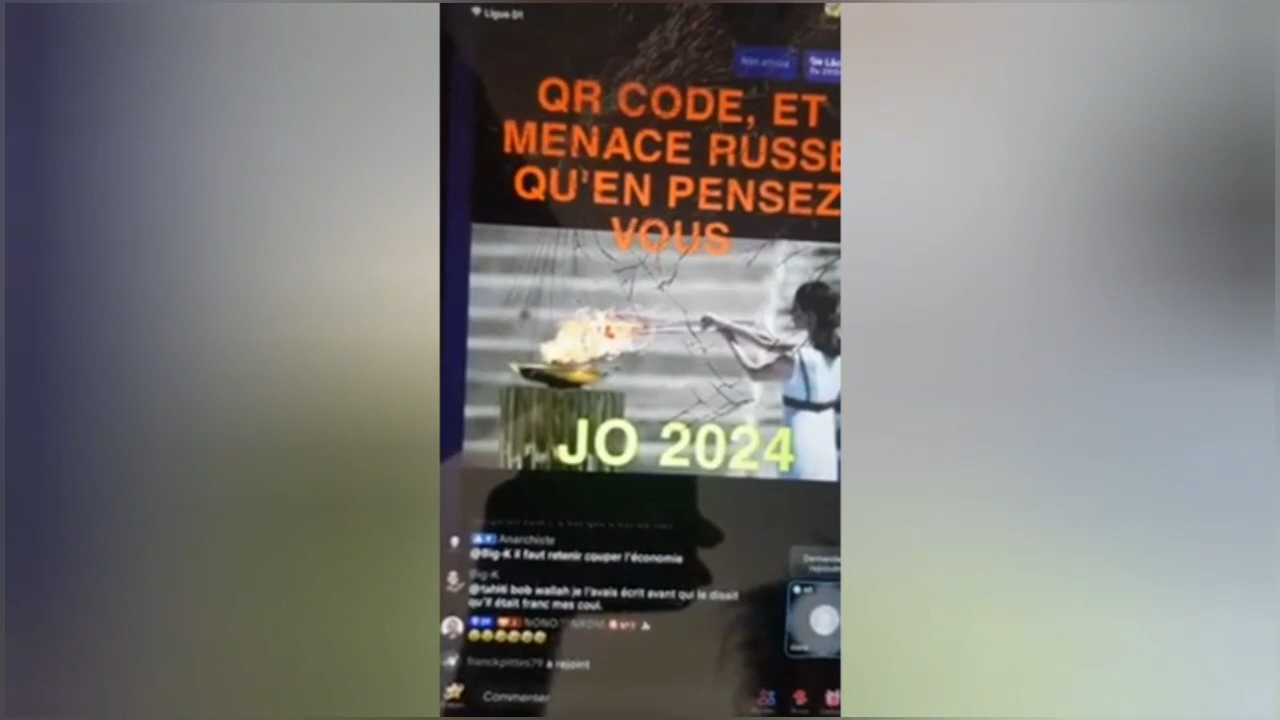 Ligue D1
QR CODE, ET
MENACE RUSSE
QU'EN PENSEZ
VOUS
JO 2024
Anarchiste
@Big-K il faut retenir couper l'économie
Big-K
@tahiti bob wallah je l'avais écrit avant qui le disait
qu'il était franc mes coui.
NONO
a rejoint
Commenter